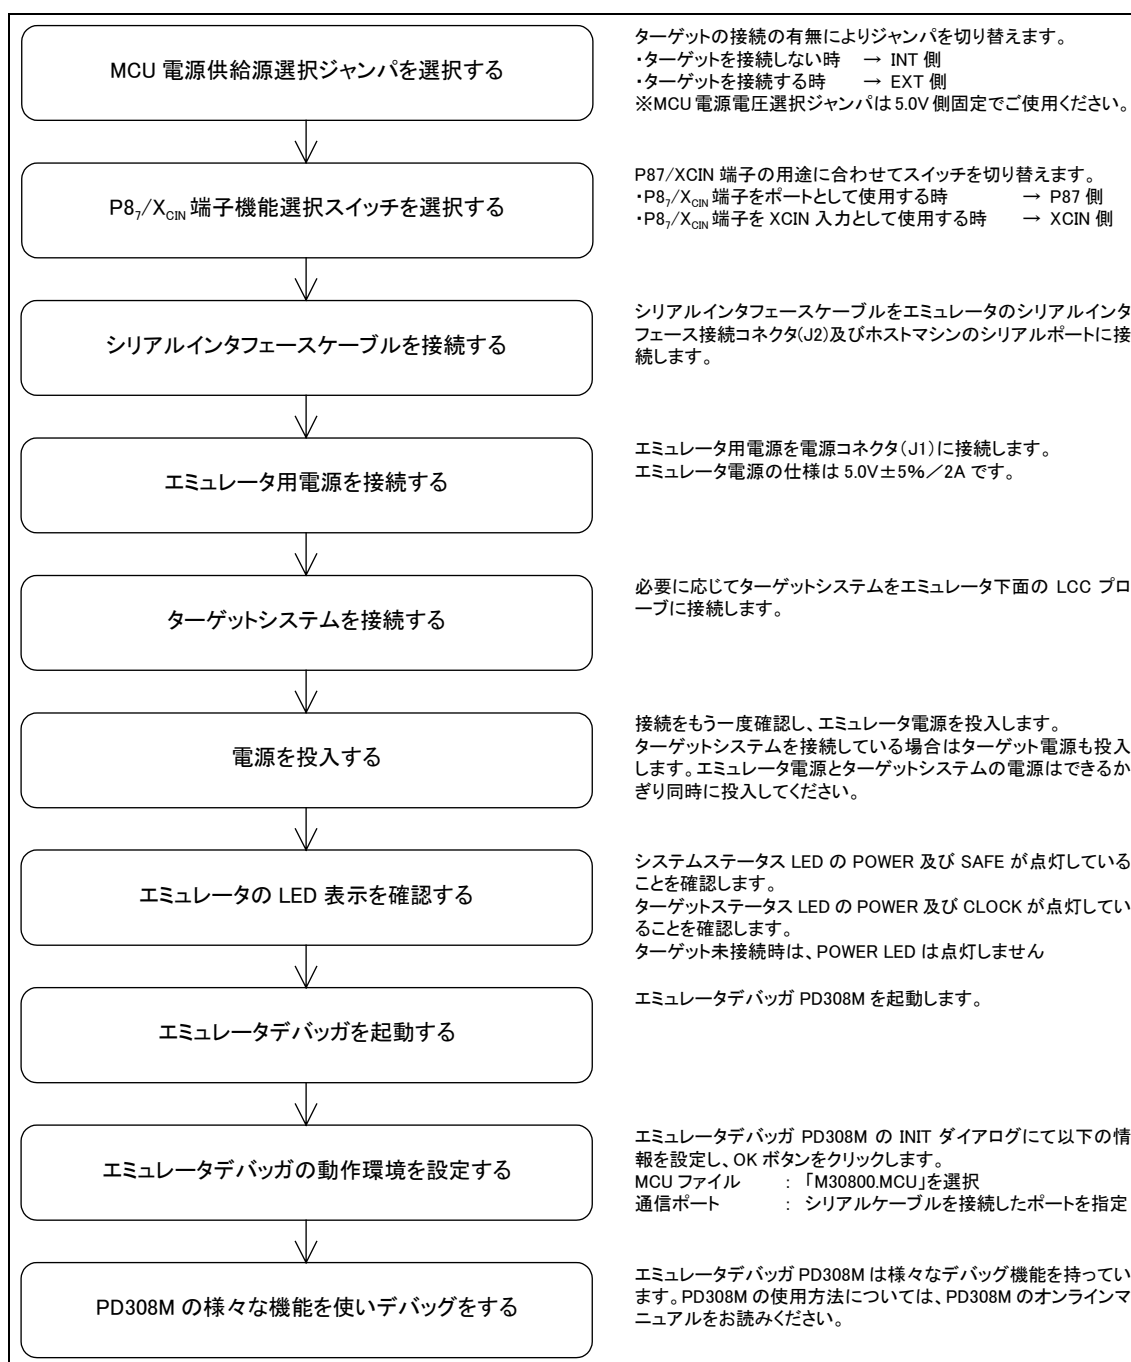 MCU 電源供給源選択ジャンパを選択する
ターゲットの接続の有無によりジャンパを切り替えます。
・ターゲットを接続しない時 → INT 側
・ターゲットを接続する時 → EXT 側
※MCU 電源電圧選択ジャンパは 5.0V 側固定でご使用ください。
P8₇/X_CIN 端子機能選択スイッチを選択する
P87/XCIN 端子の用途に合わせてスイッチを切り替えます。
・P8₇/X_CIN 端子をポートとして使用する時 → P87 側
・P8₇/X_CIN 端子を XCIN 入力として使用する時 → XCIN 側
シリアルインタフェースケーブルを接続する
シリアルインタフェースケーブルをエミュレータのシリアルインタ
フェース接続コネクタ(J2)及びホストマシンのシリアルポートに接
続します。
エミュレータ用電源を接続する
エミュレータ用電源を電源コネクタ(J1)に接続します。
エミュレータ電源の仕様は 5.0V±5%/2A です。
ターゲットシステムを接続する
必要に応じてターゲットシステムをエミュレータ下面の LCC プロ
ーブに接続します。
電源を投入する
接続をもう一度確認し、エミュレータ電源を投入します。
ターゲットシステムを接続している場合はターゲット電源も投入
します。エミュレータ電源とターゲットシステムの電源はできるか
ぎり同時に投入してください。
エミュレータの LED 表示を確認する
システムステータス LED の POWER 及び SAFE が点灯している
ことを確認します。
ターゲットステータス LED の POWER 及び CLOCK が点灯してい
ることを確認します。
ターゲット未接続時は、POWER LED は点灯しません
エミュレータデバッガを起動する
エミュレータデバッガ PD308M を起動します。
エミュレータデバッガの動作環境を設定する
エミュレータデバッガ PD308M の INIT ダイアログにて以下の情
報を設定し、OK ボタンをクリックします。
MCU ファイル : 「M30800.MCU」を選択
通信ポート : シリアルケーブルを接続したポートを指定
PD308M の様々な機能を使いデバッグをする
エミュレータデバッガ PD308M は様々なデバッグ機能を持ってい
ます。PD308M の使用方法については、PD308M のオンラインマ
ニュアルをお読みください。